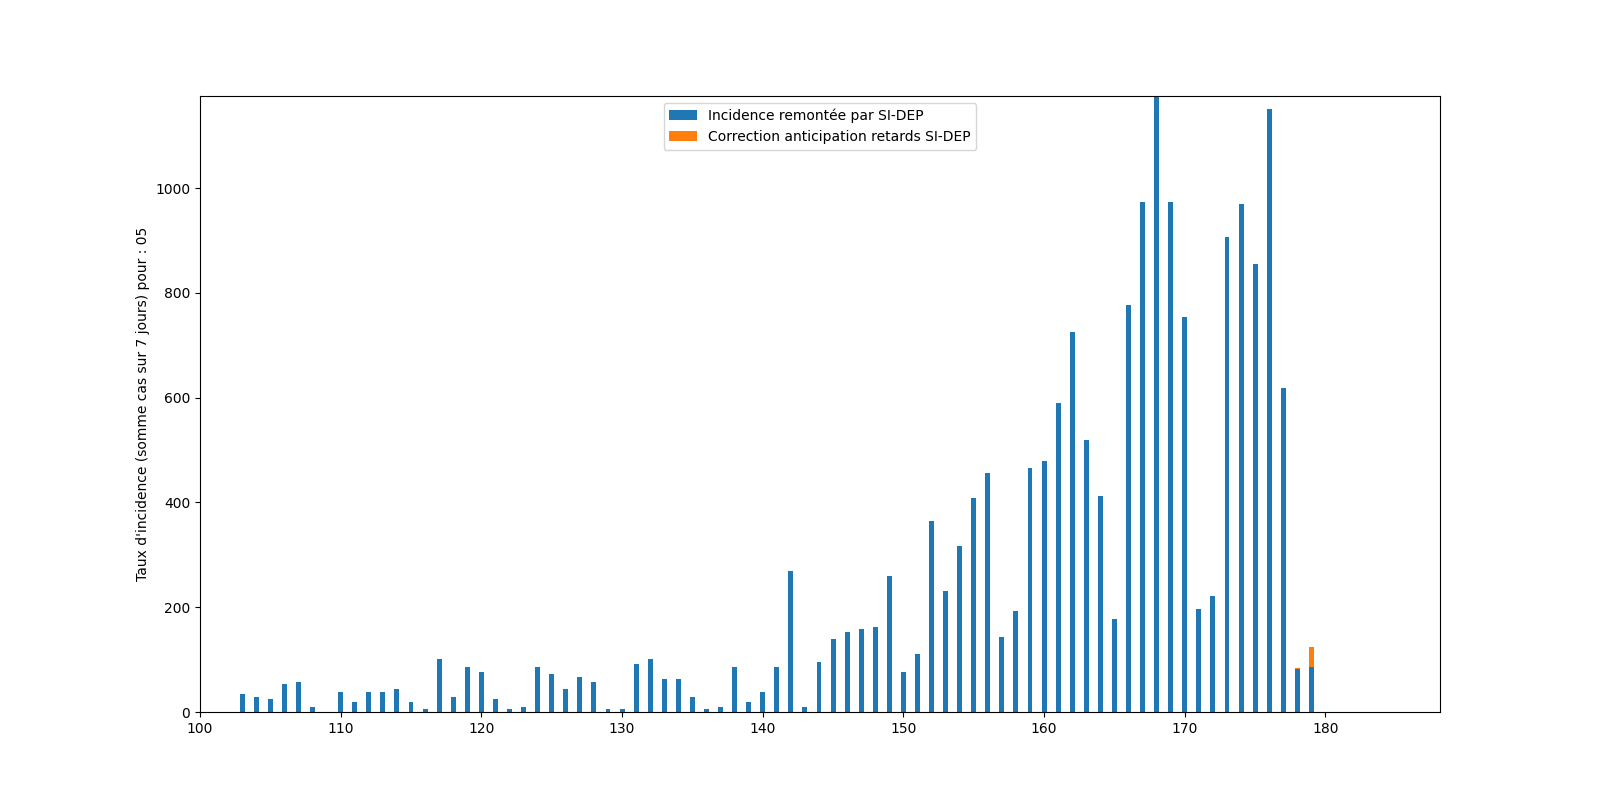 Incidence remontée par SI-DEP
Correction anticipation retards SI-DEP
Taux d'incidence (somme cas sur 7 jours) pour : 05
1000
800
600
400
200
0
100 110 120 130 140 150 160 170 180